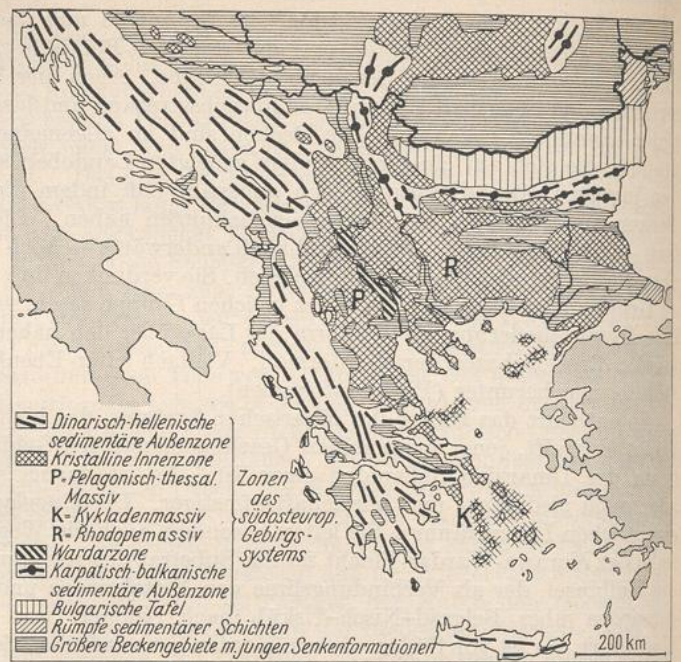 R
P
K
Dinarisch-hellenische
sedimentäre Außenzone
Kristalline Innenzone
P=Pelagonisch-thessal.
Massiv
K=Kykladenmassiv
R=Rhodopemassiv
Wardarzone
Karpatisch-balkanische
sedimentäre Außenzone
Bulgarische Tafel
Zonen
des
südosteurop.
Gebirgs-
systems
Rümpfe sedimentärer Schichten
Größere Beckengebiete m. jungen Senkenformationen
200 km